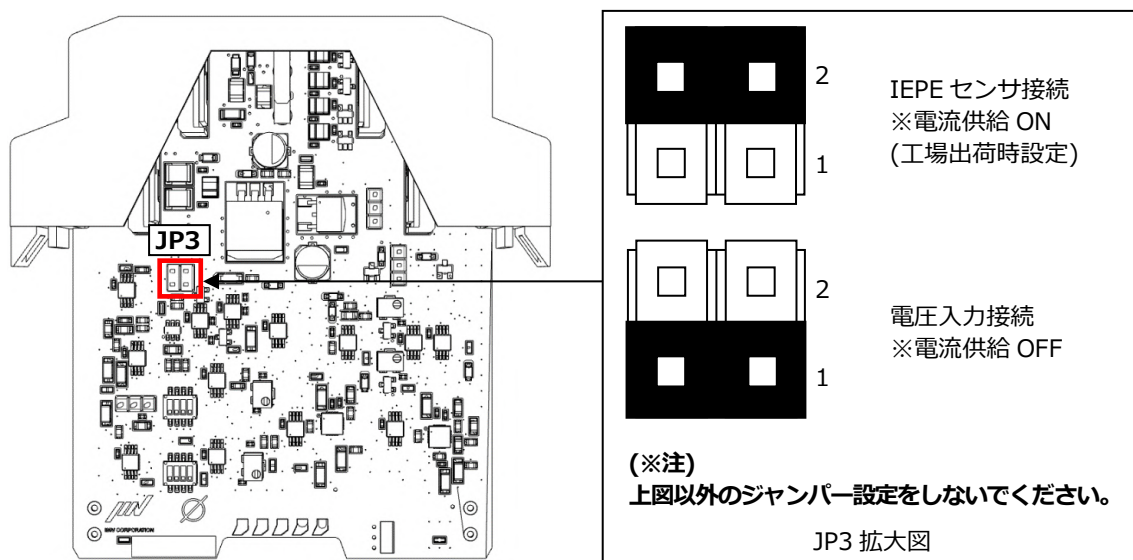 JP3
IMV CORPORATION
2
1
IEPE センサ接続
※電流供給 ON
(工場出荷時設定)
2
1
電圧入力接続
※電流供給 OFF
(※注)
上図以外のジャンパー設定をしないでください。
JP3 拡大図